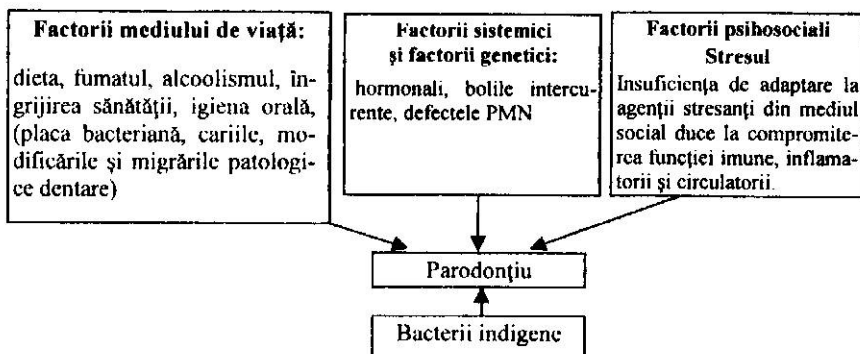 Factorii mediului de viață:
dieta, fumatul, alcoolismul, în-
grijirea sănătății, igiena orală,
(placa bacteriană, cariile, mo-
dificările și migrările patologi-
ce dentare)
Factorii sistemici
și factorii genetici:
hormonali, bolile intercu-
rente, defectele PMN
Factorii psihosociali
Stresul
Insuficiența de adaptare la
agenții stresanți din mediul
social duce la compromite-
rea funcției imune, inflama-
torii și circulatorii.
Parodonțiu
Bacterii indigene